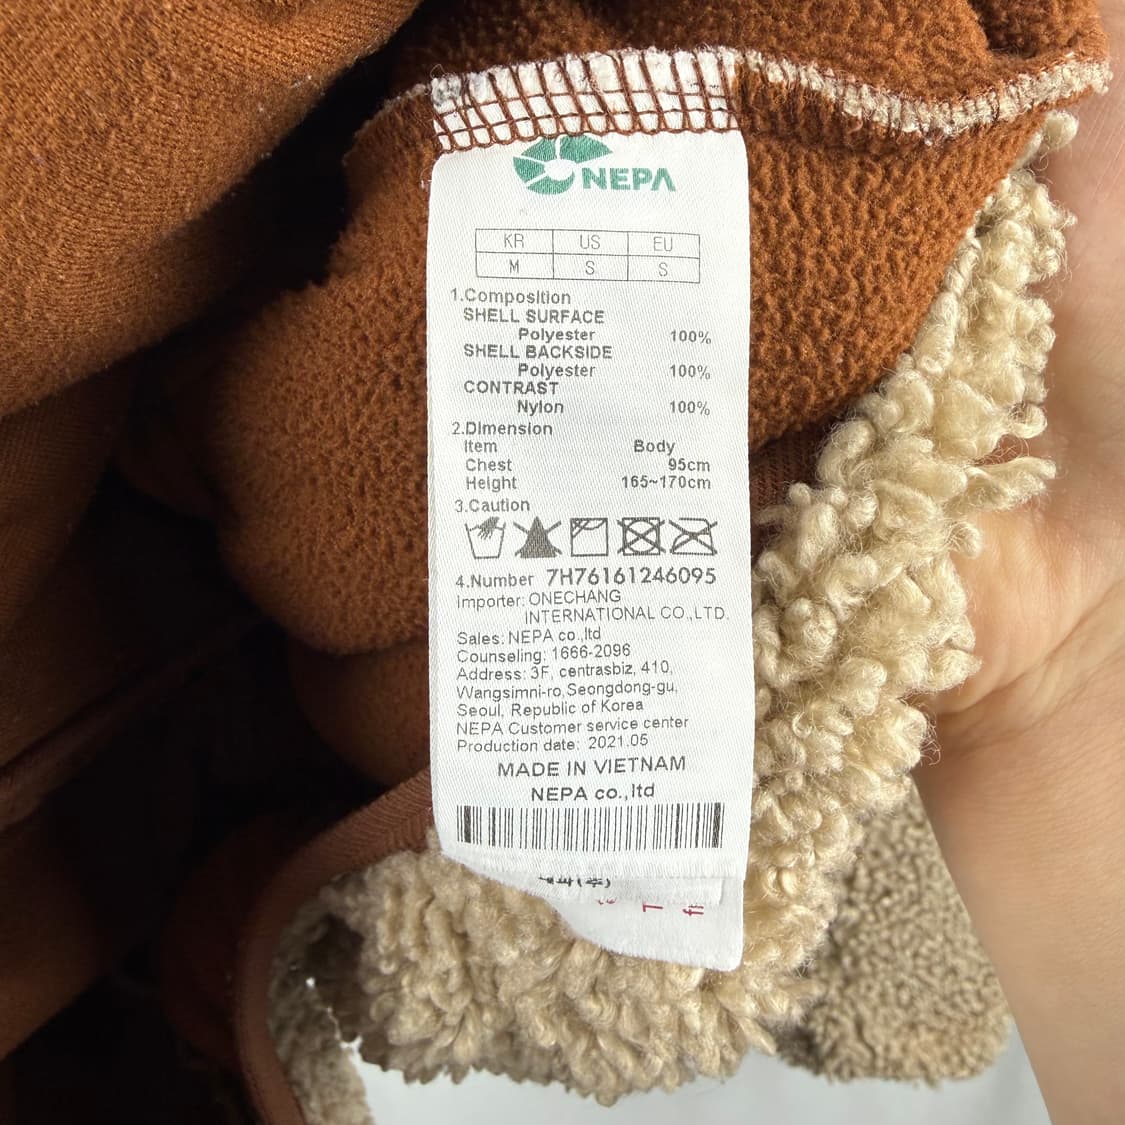 NEPA
KR US EU
M S S
1.Composition
SHELL SURFACE
Polyester 100%
SHELL BACKSIDE
Polyester 100%
CONTRAST
Nylon 100%
2.Dimension
Item Body
Chest 95cm
Height 165~170cm
3.Caution
4.Number 7H76161246095
Importer: ONECHANG
INTERNATIONAL CO.,LTD.
Sales: NEPA co.,ltd
Counseling: 1666-2096
Address: 3F, centrasbiz, 410,
Wangsimni-ro,Seongdong-gu,
Seoul, Republic of Korea
NEPA Customer service center
Production date: 2021.05
MADE IN VIETNAM
NEPA co.,ltd